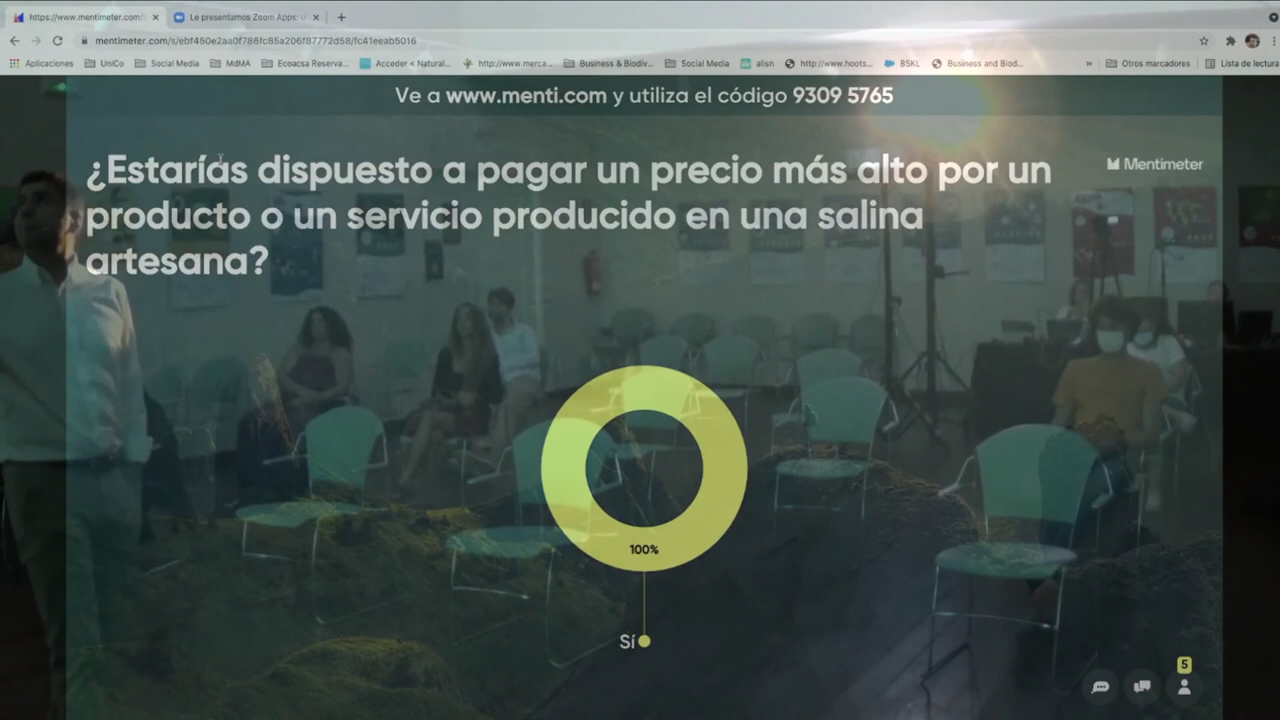 https://www.mentimeter.com/
Le presentamos Zoom Apps:
mentimeter.com/s/ebf450e2aa0f786fc85a206f87772d58/fc41eeab5016
Aplicaciones UniCo Social Media MdMA Ecoacsa Reserva... Acceder < Natural... http://www.merca... Business & Biodiv... Social Media alisn http://www.hoots... BSKL Business and Biod... » Otros marcadores Lista de lectura
Ve a www.menti.com y utiliza el código 9309 5765
¿Estarías dispuesto a pagar un precio más alto por un
producto o un servicio producido en una salina
artesana?
Mentimeter
100%
Sí
5